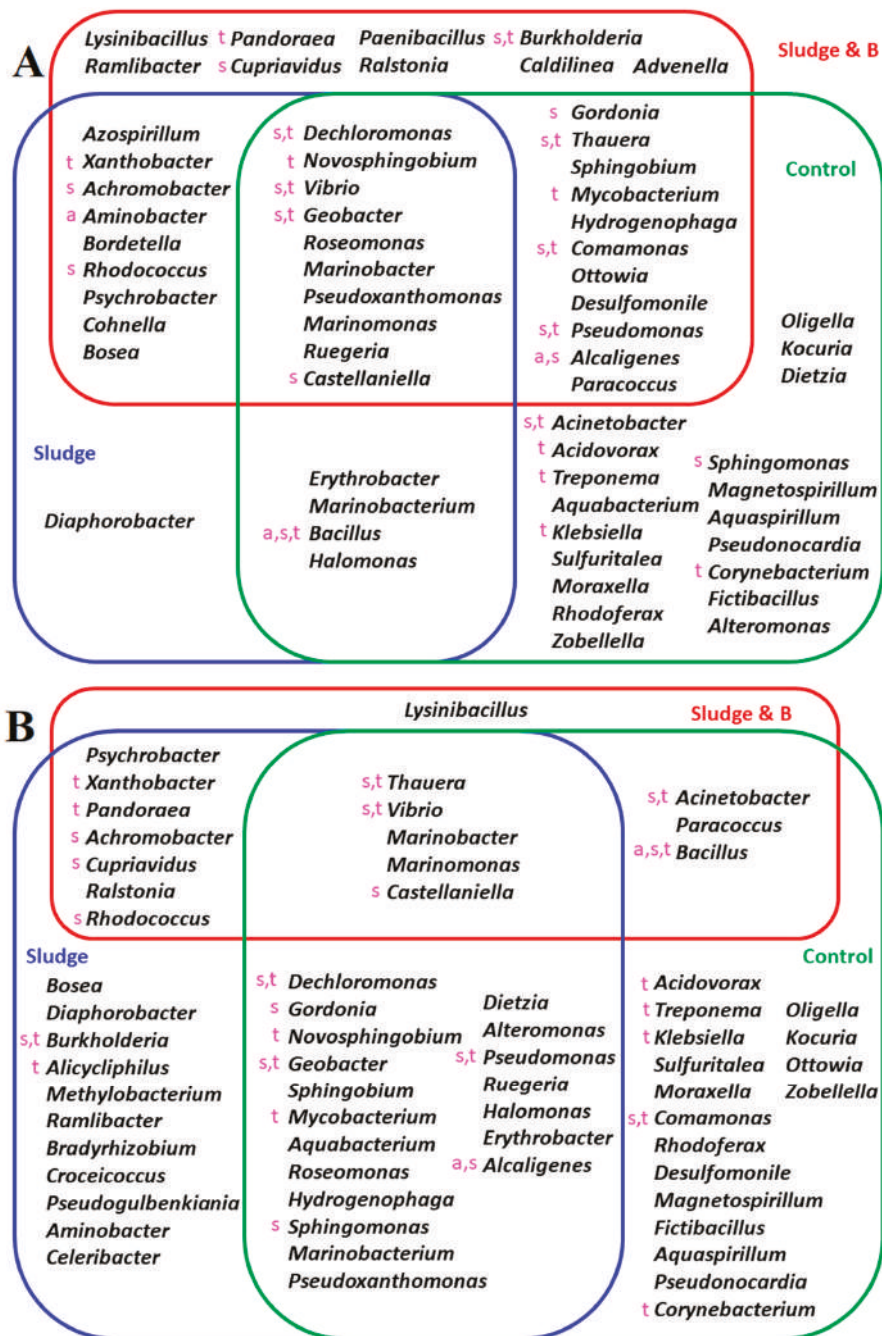 A
Lysinibacillus t Pandoraea Paenibacillus s,t Burkholderia
Ramlibacter s Cupriavidus Ralstonia Caldilinea Advenella
Sludge & B
Azospirillum
t Xanthobacter
s Achromobacter
a Aminobacter
Bordetella
s Rhodococcus
Psychrobacter
Cohnella
Bosea
s,t Dechloromonas
t Novosphingobium
s,t Vibrio
s,t Geobacter
Roseomonas
Marinobacter
Pseudoxanthomonas
Marinomonas
Ruegeria
s Castellaniella
s Gordonia
s,t Thauera
Sphingobium
t Mycobacterium
Hydrogenophaga
s,t Comamonas
Ottowia
Desulfomonile
s,t Pseudomonas
a,s Alcaligenes
Paracoccus
Control
Oligella
Kocuria
Dietzia
Sludge
Diaphorobacter
Erythrobacter
Marinobacterium
a,s,t Bacillus
Halomonas
s,t Acinetobacter
t Acidovorax
t Treponema
Aquabacterium
t Klebsiella
Sulfuritalea
Moraxella
Rhodoferax
Zobellella
s Sphingomonas
Magnetospirillum
Aquaspirillum
Pseudonocardia
t Corynebacterium
Fictibacillus
Alteromonas
B
Lysinibacillus
Sludge & B
Psychrobacter
t Xanthobacter
t Pandoraea
s Achromobacter
s Cupriavidus
Ralstonia
s Rhodococcus
s,t Thauera
s,t Vibrio
Marinobacter
Marinomonas
s Castellaniella
s,t Acinetobacter
Paracoccus
a,s,t Bacillus
Sludge
Control
Bosea
Diaphorobacter
s,t Burkholderia
t Alicycliphilus
Methylobacterium
Ramlibacter
Bradyrhizobium
Croceicoccus
Pseudogulbenkiania
Aminobacter
Celeribacter
s,t Dechloromonas
s Gordonia
t Novosphingobium
s,t Geobacter
Sphingobium
t Mycobacterium
Aquabacterium
Roseomonas
Hydrogenophaga
s Sphingomonas
Marinobacterium
Pseudoxanthomonas
Dietzia
Alteromonas
s,t Pseudomonas
Ruegeria
Halomonas
Erythrobacter
a,s Alcaligenes
t Acidovorax
t Treponema
t Klebsiella
Sulfuritalea
Moraxella
s,t Comamonas
Rhodoferax
Desulfomonile
Magnetospirillum
Fictibacillus
Aquaspirillum
Pseudonocardia
t Corynebacterium
Oligella
Kocuria
Ottowia
Zobellella